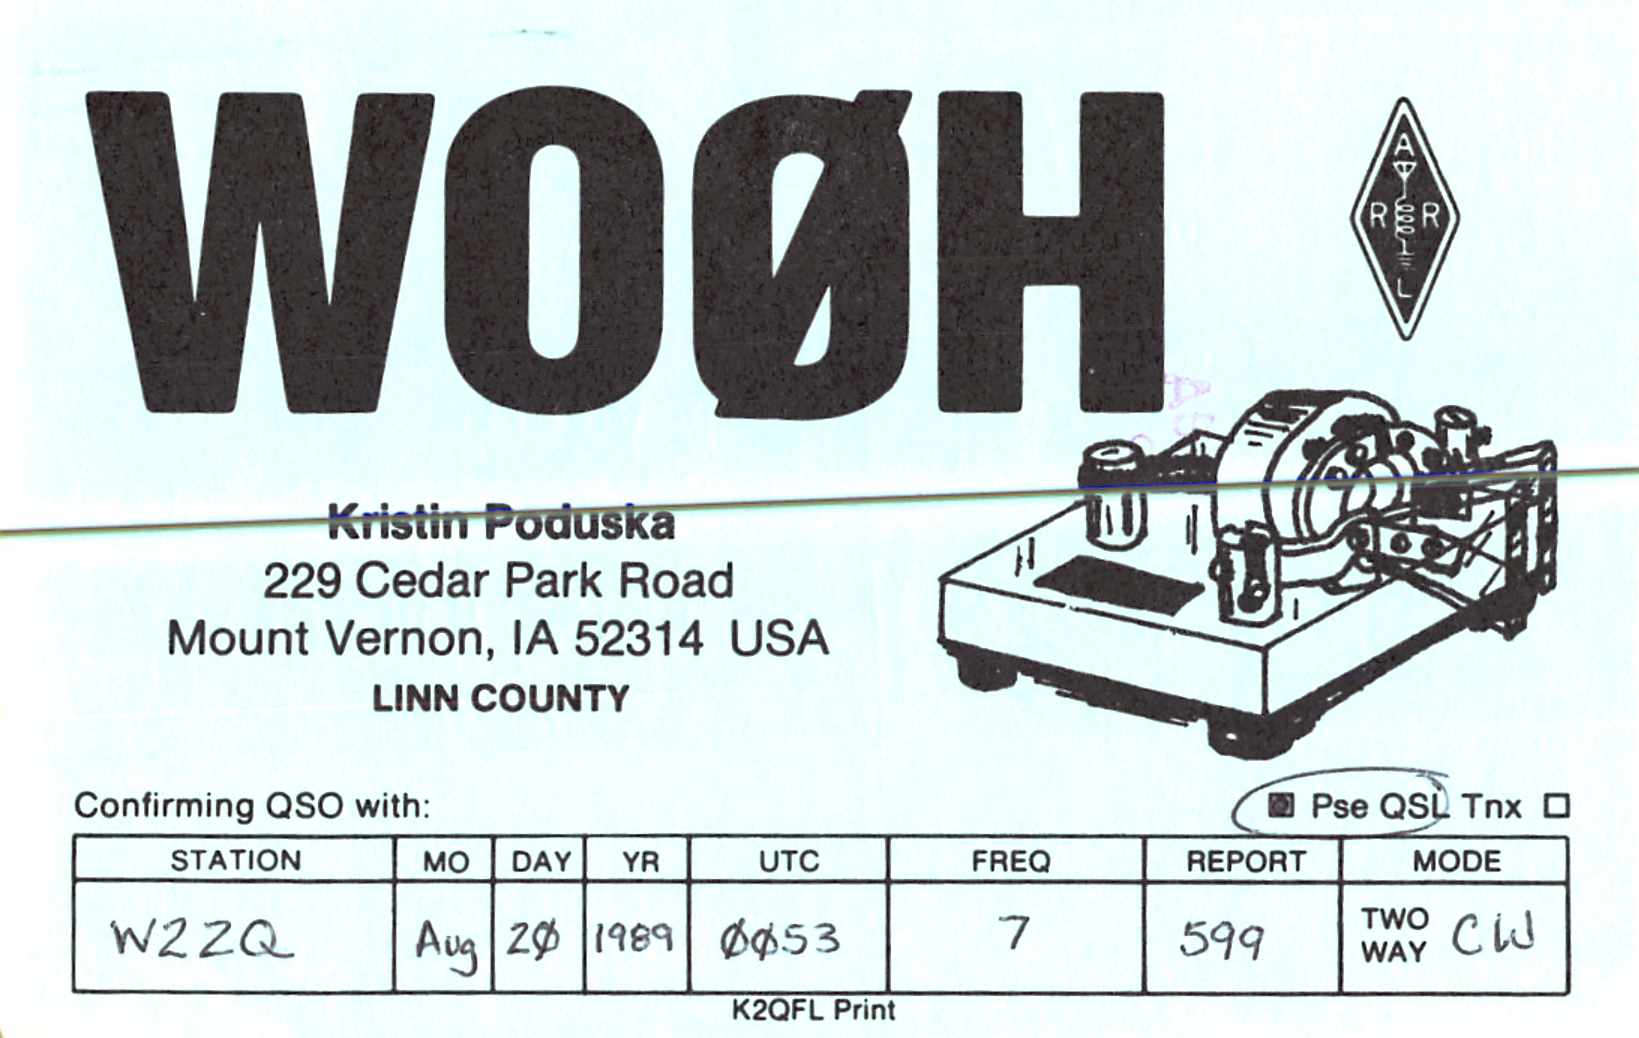 WOØH
A
R R
L
Kristin Poduska
229 Cedar Park Road
Mount Vernon, IA 52314 USA
LINN COUNTY
Confirming QSO with: Pse QSL Tnx
STATION MO DAY YR UTC FREQ REPORT MODE
W2ZQ Aug 2Ø 1989 ØØ53 7 599 TWO WAY CW
K2QFL Print